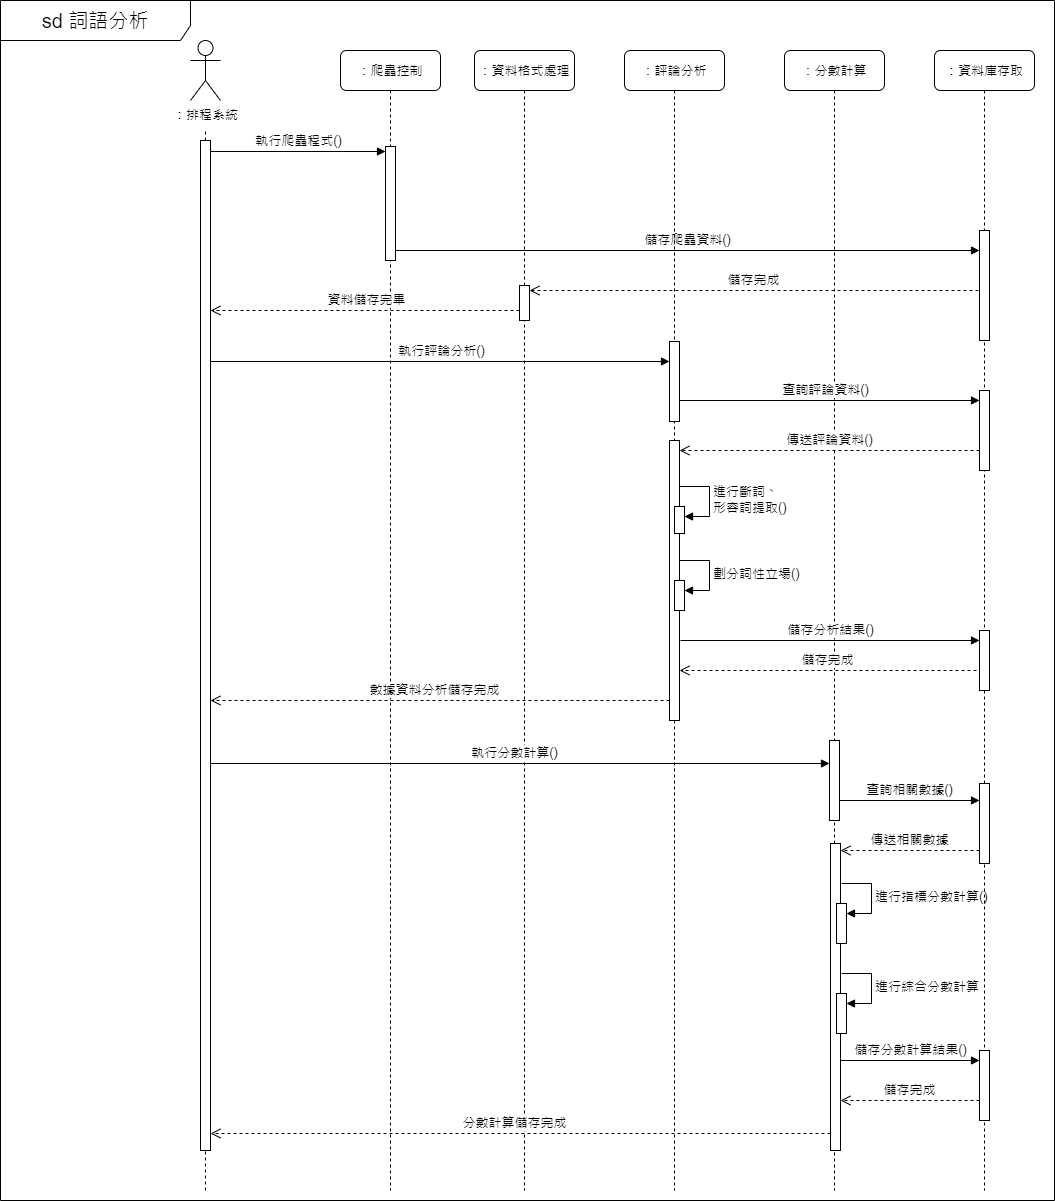 sd 詞語分析
: 排程系統
: 爬蟲控制
: 資料格式處理
: 評論分析
: 分數計算
: 資料庫存取
執行爬蟲程式()
儲存爬蟲資料()
儲存完成
資料儲存完畢
執行評論分析()
查詢評論資料()
傳送評論資料()
進行斷詞、
形容詞提取()
劃分詞性立場()
儲存分析結果()
儲存完成
數據資料分析儲存完成
執行分數計算()
查詢相關數據()
傳送相關數據
進行指標分數計算()
進行綜合分數計算
儲存分數計算結果()
儲存完成
分數計算儲存完成